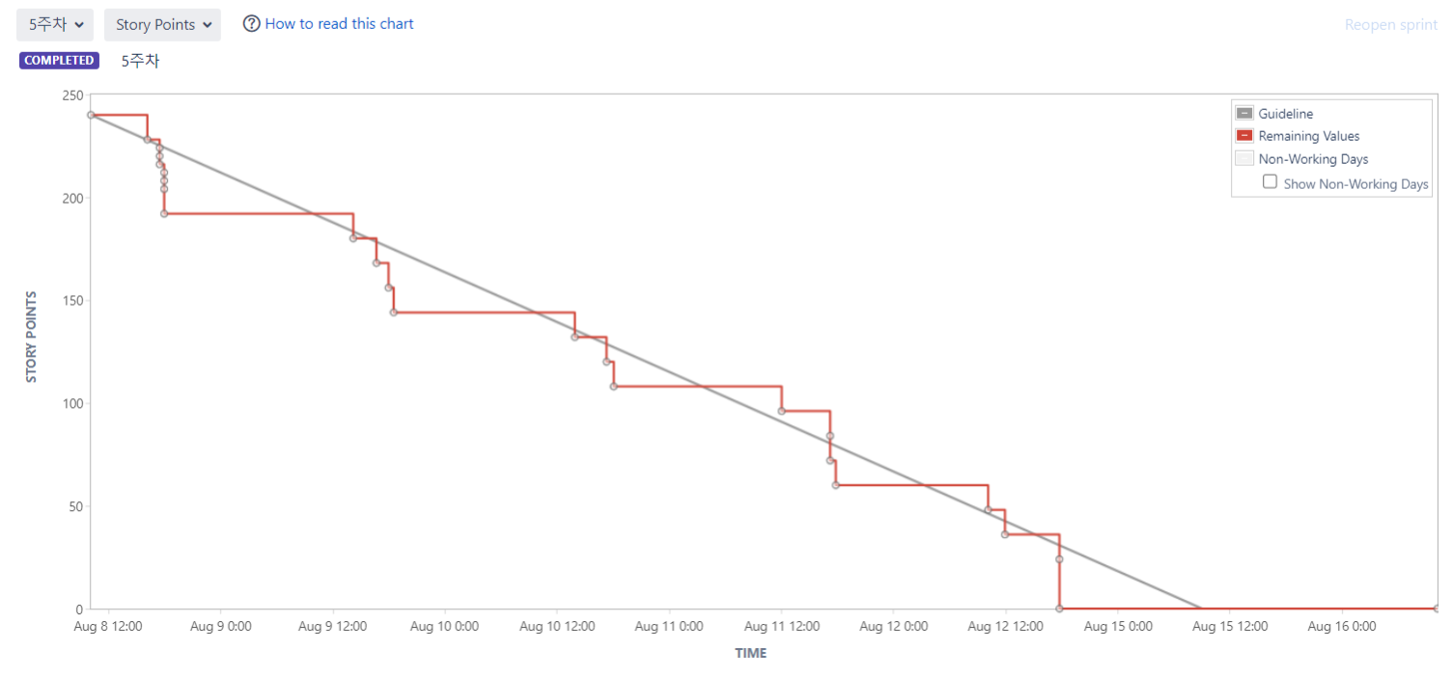 5주차 Story Points How to read this chart Reopen sprint
COMPLETED 5주차
250
200
150
100
50
0
STORY POINTS
Guideline
Remaining Values
Non-Working Days
Show Non-Working Days
Aug 8 12:00 Aug 9 0:00 Aug 9 12:00 Aug 10 0:00 Aug 10 12:00 Aug 11 0:00 Aug 11 12:00 Aug 12 0:00 Aug 12 12:00 Aug 15 0:00 Aug 15 12:00 Aug 16 0:00
TIME